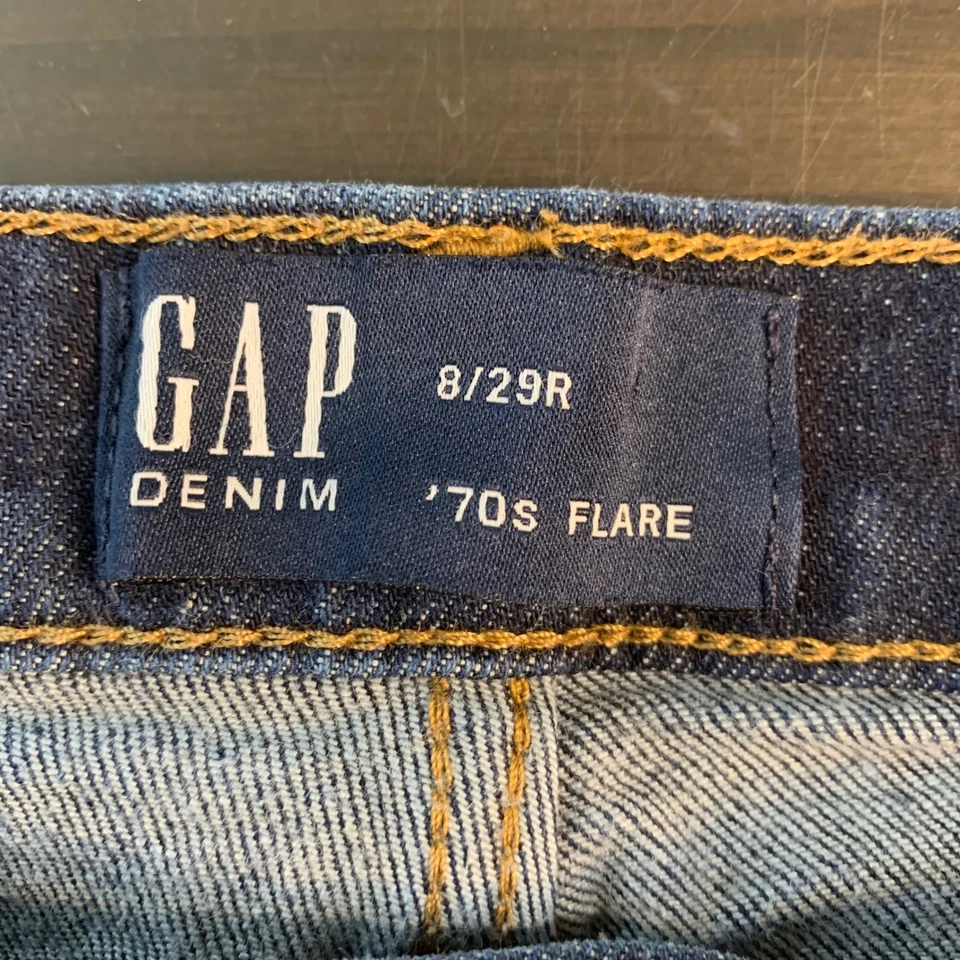 GAP
DENIM
8/29R
'70s FLARE